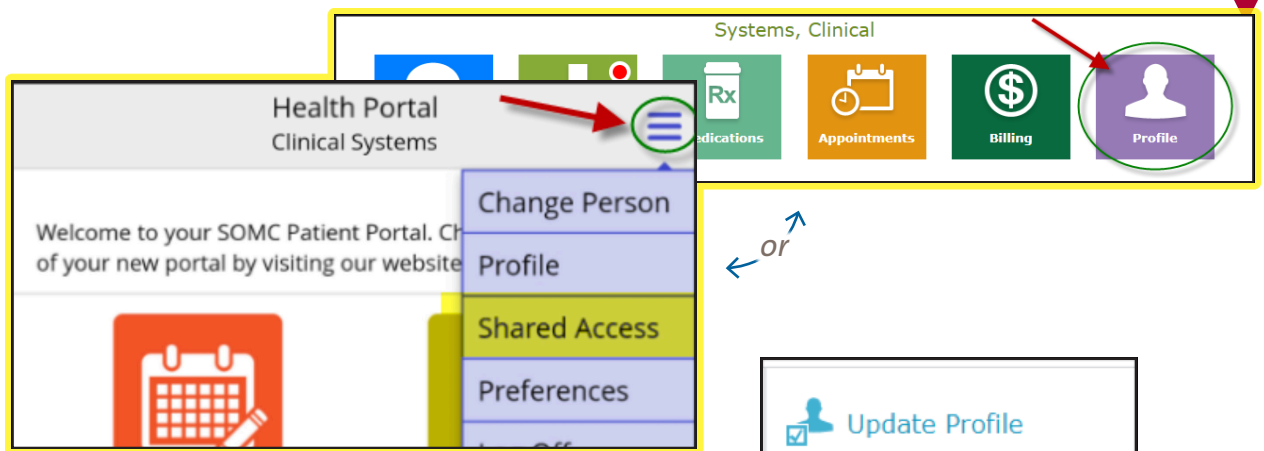 Systems, Clinical
Rx
edications
Appointments
$
Billing
Profile
Health Portal
Clinical Systems
Change Person
Welcome to your SOMC Patient Portal.
of your new portal by visiting our website
Profile
Shared Access
Preferences
or
Update Profile